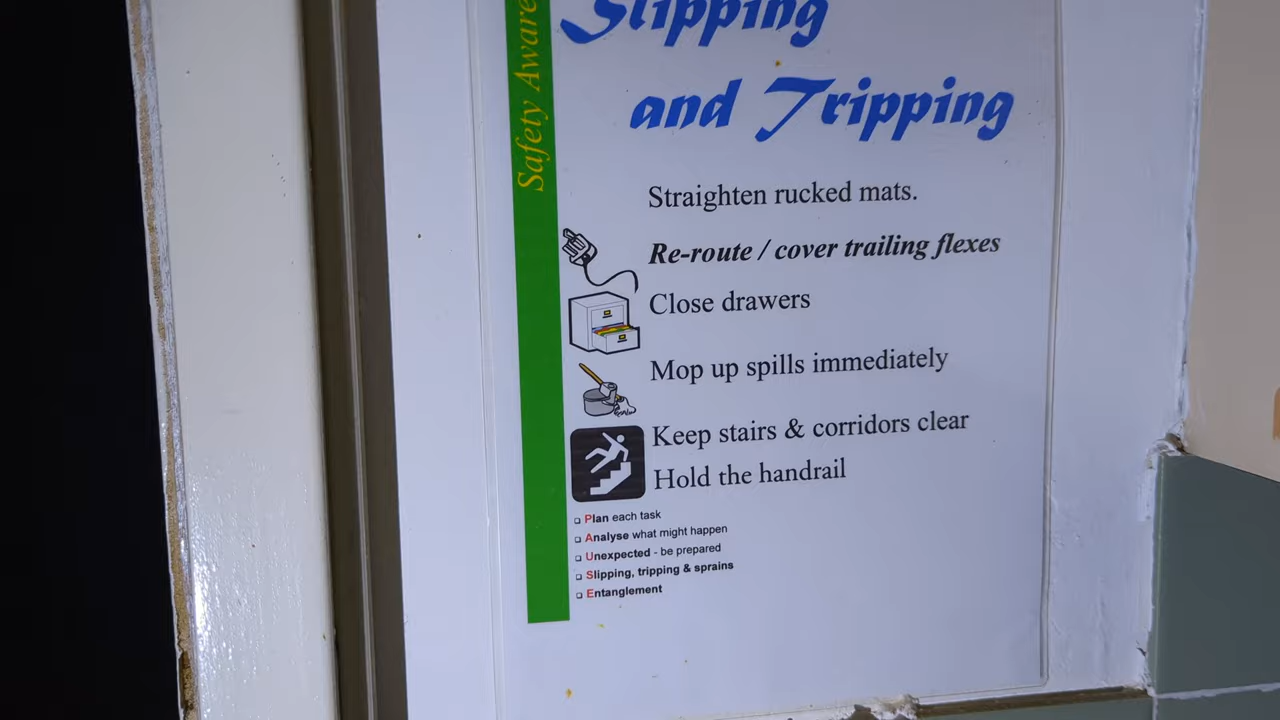 Safety Aware
Slipping
and Tripping
Straighten rucked mats.
Re-route / cover trailing flexes
Close drawers
Mop up spills immediately
Keep stairs & corridors clear
Hold the handrail
Plan each task
Analyse what might happen
Unexpected - be prepared
Slipping, tripping & sprains
Entanglement